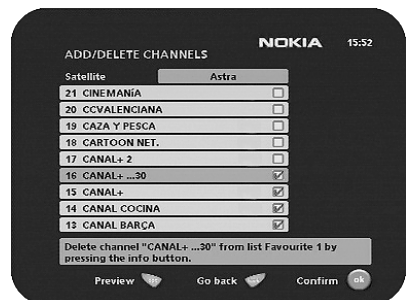 NOKIA 15:52
ADD/DELETE CHANNELS
Satellite Astra
21 CINEMANÍA
20 CCVALENCIANA
19 CAZA Y PESCA
18 CARTOON NET.
17 CANAL+ 2
16 CANAL+ ...30
15 CANAL+
14 CANAL COCINA
13 CANAL BARÇA
Delete channel "CANAL+ ...30" from list Favourite 1 by
pressing the info button.
Preview Go back Confirm ok